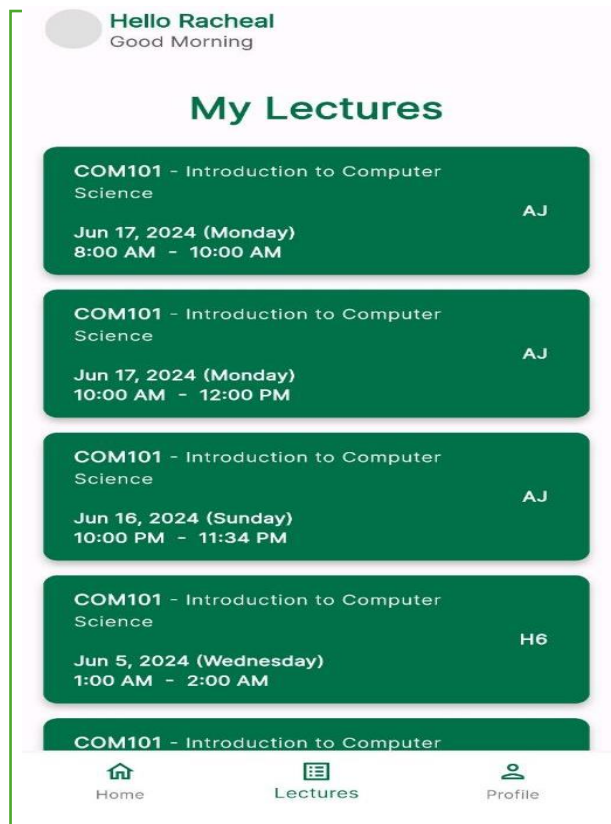 Hello Racheal
Good Morning
My Lectures
COM101 - Introduction to Computer
Science
AJ
Jun 17, 2024 (Monday)
8:00 AM - 10:00 AM
COM101 - Introduction to Computer
Science
AJ
Jun 17, 2024 (Monday)
10:00 AM - 12:00 PM
COM101 - Introduction to Computer
Science
AJ
Jun 16, 2024 (Sunday)
10:00 PM - 11:34 PM
COM101 - Introduction to Computer
Science
H6
Jun 5, 2024 (Wednesday)
1:00 AM - 2:00 AM
COM101 - Introduction to Computer
Home Lectures Profile